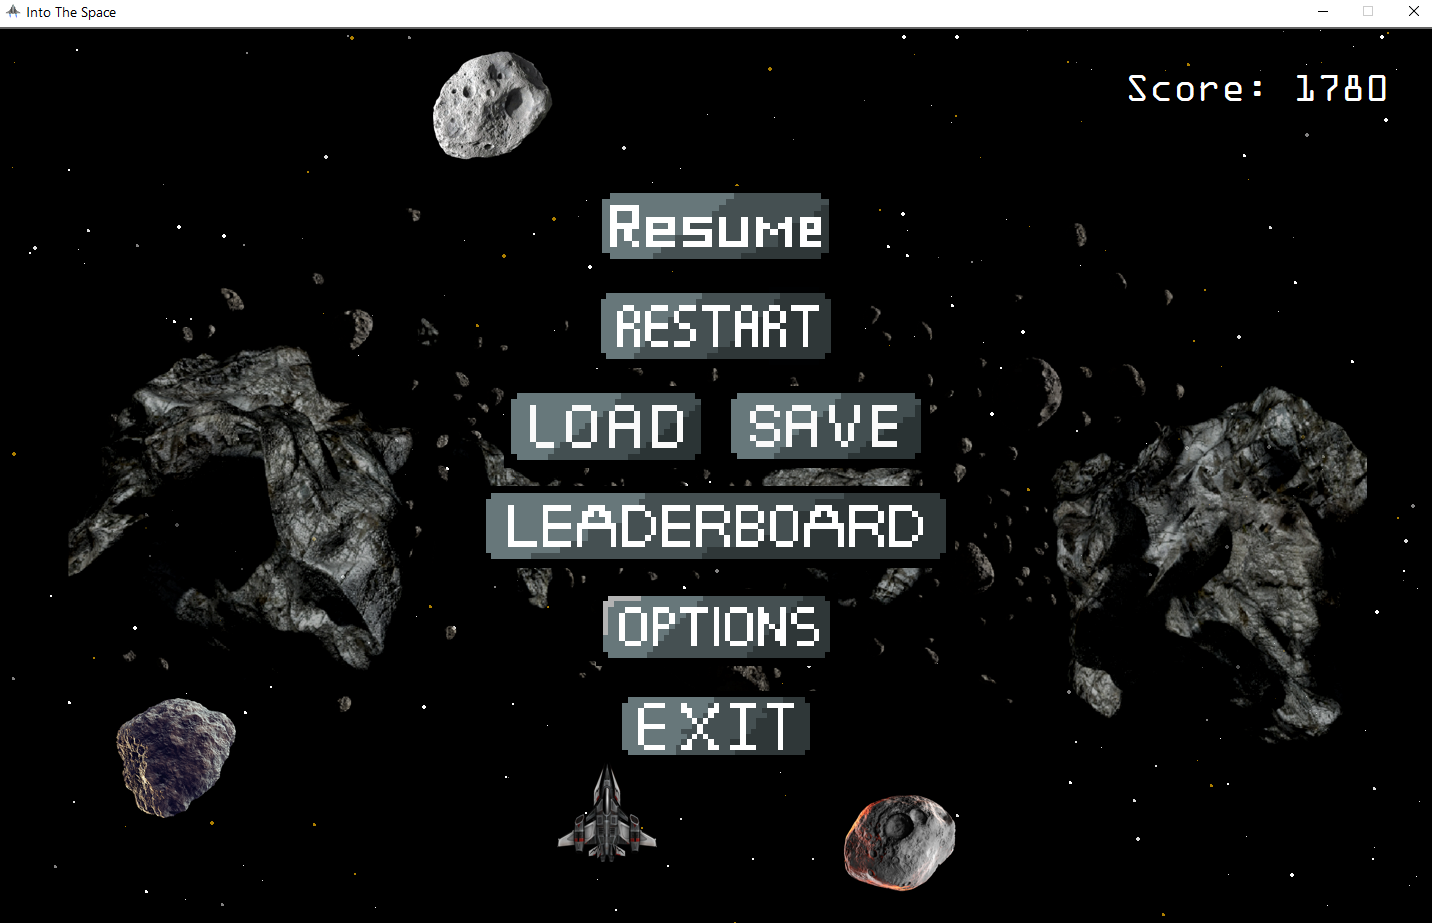 Into The Space
Score: 1780
Resume
RESTART
LOAD SAVE
LEADERBOARD
OPTIONS
EXIT